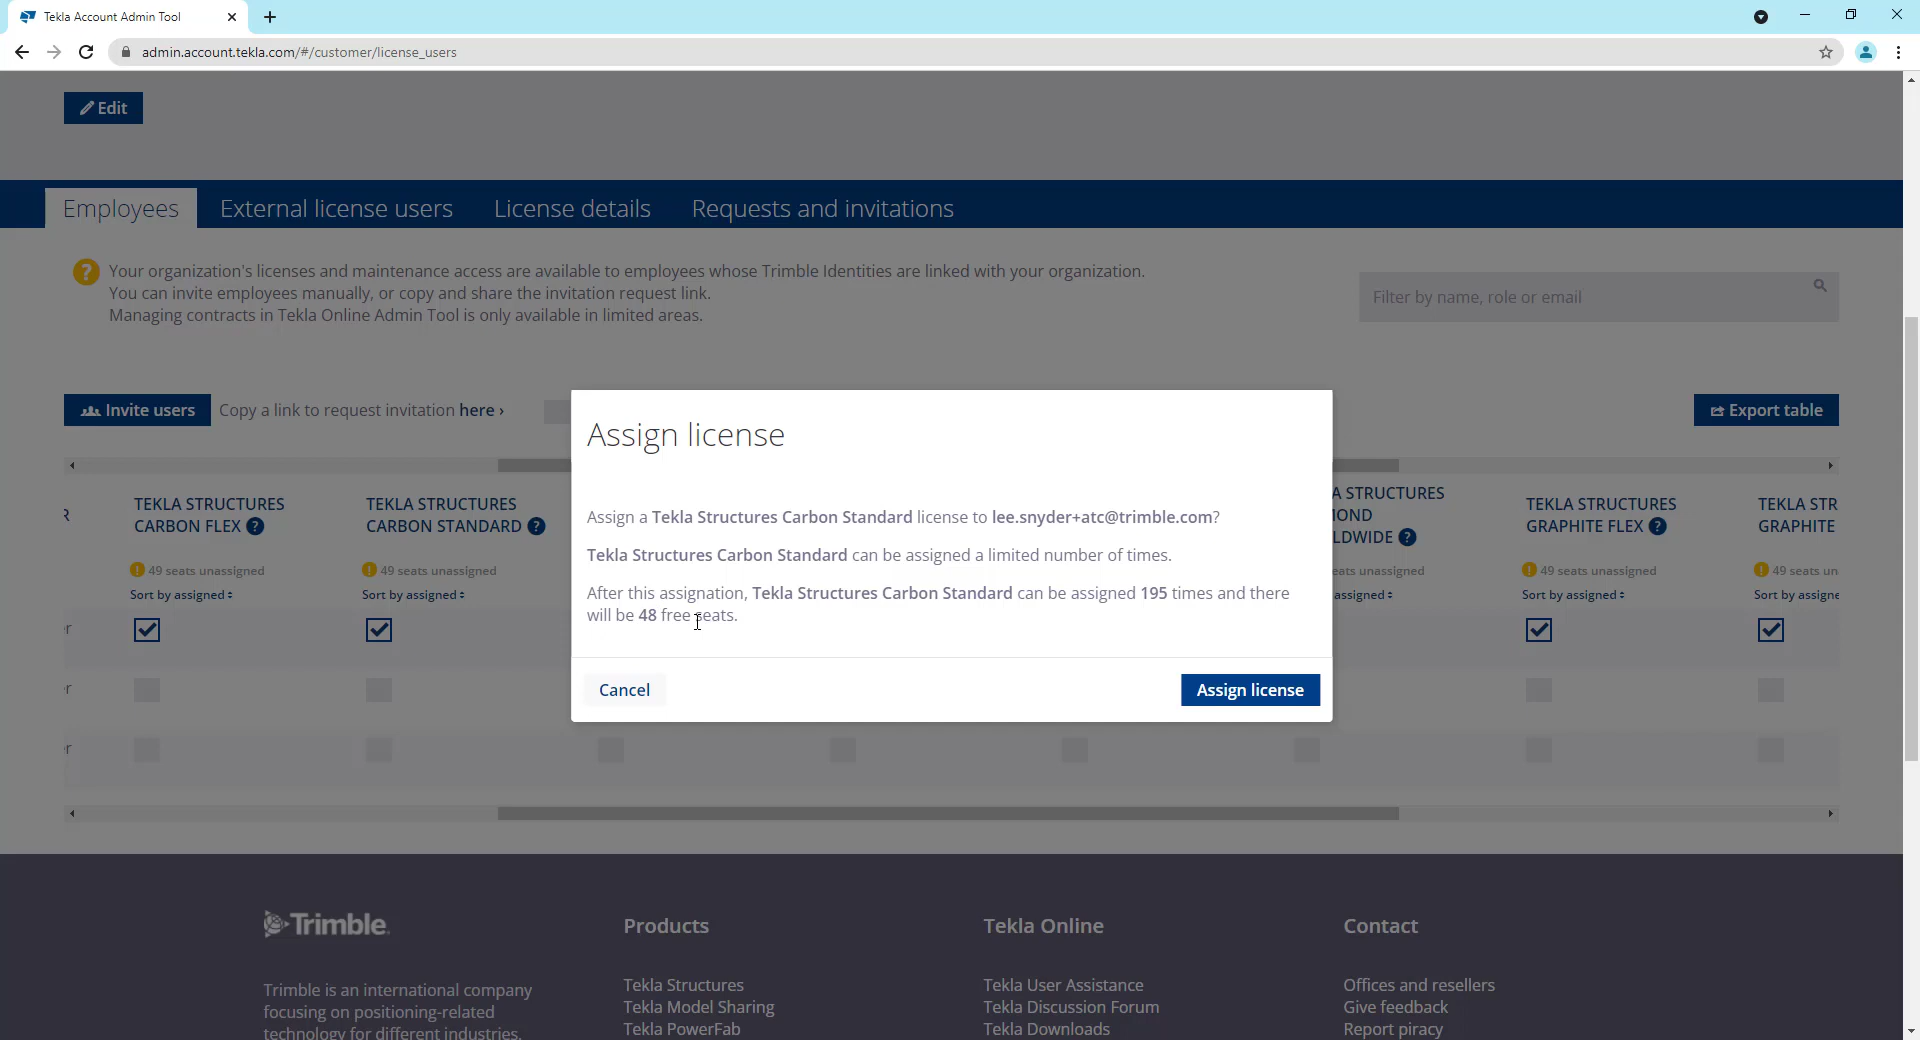 Tekla Account Admin Tool
admin.account.tekla.com/#/customer/license_users
Edit
Employees
External license users
License details
Requests and invitations
? Your organization's licenses and maintenance access are available to employees whose Trimble Identities are linked with your organization.
You can invite employees manually, or copy and share the invitation request link.
Managing contracts in Tekla Online Admin Tool is only available in limited areas.
Filter by name, role or email
Invite users
Copy a link to request invitation here ›
Export table
Assign license
Assign a Tekla Structures Carbon Standard license to lee.snyder+atc@trimble.com?
Tekla Structures Carbon Standard can be assigned a limited number of times.
After this assignation, Tekla Structures Carbon Standard can be assigned 195 times and there
will be 48 free seats.
Cancel
Assign license
R
TEKLA STRUCTURES
CARBON FLEX ?
! 49 seats unassigned
Sort by assigned
TEKLA STRUCTURES
CARBON STANDARD ?
! 49 seats unassigned
Sort by assigned
A STRUCTURES
OND
LDWIDE ?
eats unassigned
assigned
TEKLA STRUCTURES
GRAPHITE FLEX ?
! 49 seats unassigned
Sort by assigned
TEKLA STR
GRAPHITE
! 49 seats un
Sort by assigne
er
er
er
Trimble.
Trimble is an international company
focusing on positioning-related
technology for different industries.
Products
Tekla Structures
Tekla Model Sharing
Tekla PowerFab
Tekla Online
Tekla User Assistance
Tekla Discussion Forum
Tekla Downloads
Contact
Offices and resellers
Give feedback
Report piracy